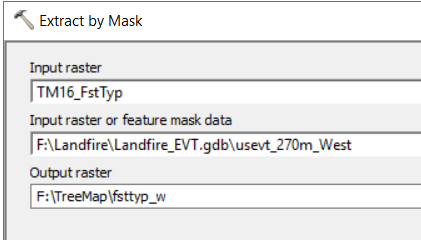 Extract by Mask
Input raster
TM16_FstTyp
Input raster or feature mask data
F:\Landfire\Landfire_EVT.gdb\usevt_270m_West
Output raster
F:\TreeMap\fsttyp_w